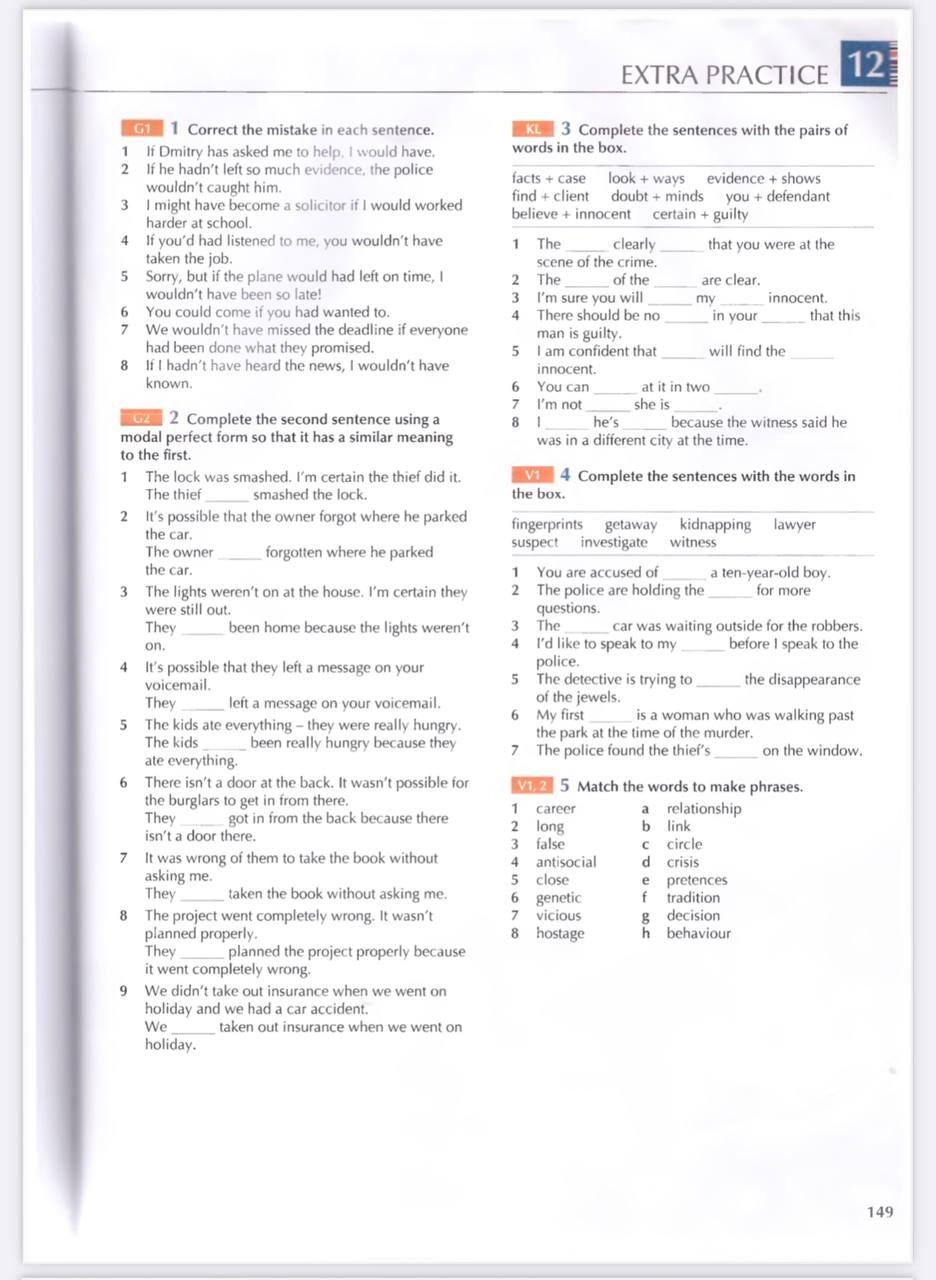 EXTRA PRACTICE 12
G1 1 Correct the mistake in each sentence.
1 If Dmitry has asked me to help, I would have.
2 If he hadn't left so much evidence, the police
wouldn't caught him.
3 I might have become a solicitor if I would worked
harder at school.
4 If you'd had listened to me, you wouldn't have
taken the job.
5 Sorry, but if the plane would had left on time, I
wouldn't have been so late!
6 You could come if you had wanted to.
7 We wouldn't have missed the deadline if everyone
had been done what they promised.
8 If I hadn't have heard the news, I wouldn't have
known.
G2 2 Complete the second sentence using a
modal perfect form so that it has a similar meaning
to the first.
1 The lock was smashed. I'm certain the thief did it.
The thief ______ smashed the lock.
2 It's possible that the owner forgot where he parked
the car.
The owner ______ forgotten where he parked
the car.
3 The lights weren't on at the house. I'm certain they
were still out.
They ______ been home because the lights weren't
on.
4 It's possible that they left a message on your
voicemail.
They ______ left a message on your voicemail.
5 The kids ate everything – they were really hungry.
The kids ______ been really hungry because they
ate everything.
6 There isn't a door at the back. It wasn't possible for
the burglars to get in from there.
They ______ got in from the back because there
isn't a door there.
7 It was wrong of them to take the book without
asking me.
They ______ taken the book without asking me.
8 The project went completely wrong. It wasn't
planned properly.
They ______ planned the project properly because
it went completely wrong.
9 We didn't take out insurance when we went on
holiday and we had a car accident.
We ______ taken out insurance when we went on
holiday.
KL 3 Complete the sentences with the pairs of
words in the box.
facts + case look + ways evidence + shows
find + client doubt + minds you + defendant
believe + innocent certain + guilty
1 The ______ clearly ______ that you were at the
scene of the crime.
2 The ______ of the ______ are clear.
3 I'm sure you will ______ my ______ innocent.
4 There should be no ______ in your ______ that this
man is guilty.
5 I am confident that ______ will find the ______
innocent.
6 You can ______ at it in two ______.
7 I'm not ______ she is ______.
8 I ______ he's ______ because the witness said he
was in a different city at the time.
V1 4 Complete the sentences with the words in
the box.
fingerprints getaway kidnapping lawyer
suspect investigate witness
1 You are accused of ______ a ten-year-old boy.
2 The police are holding the ______ for more
questions.
3 The ______ car was waiting outside for the robbers.
4 I'd like to speak to my ______ before I speak to the
police.
5 The detective is trying to ______ the disappearance
of the jewels.
6 My first ______ is a woman who was walking past
the park at the time of the murder.
7 The police found the thief's ______ on the window.
V1, 2 5 Match the words to make phrases.
1 career a relationship
2 long b link
3 false c circle
4 antisocial d crisis
5 close e pretences
6 genetic f tradition
7 vicious g decision
8 hostage h behaviour
149